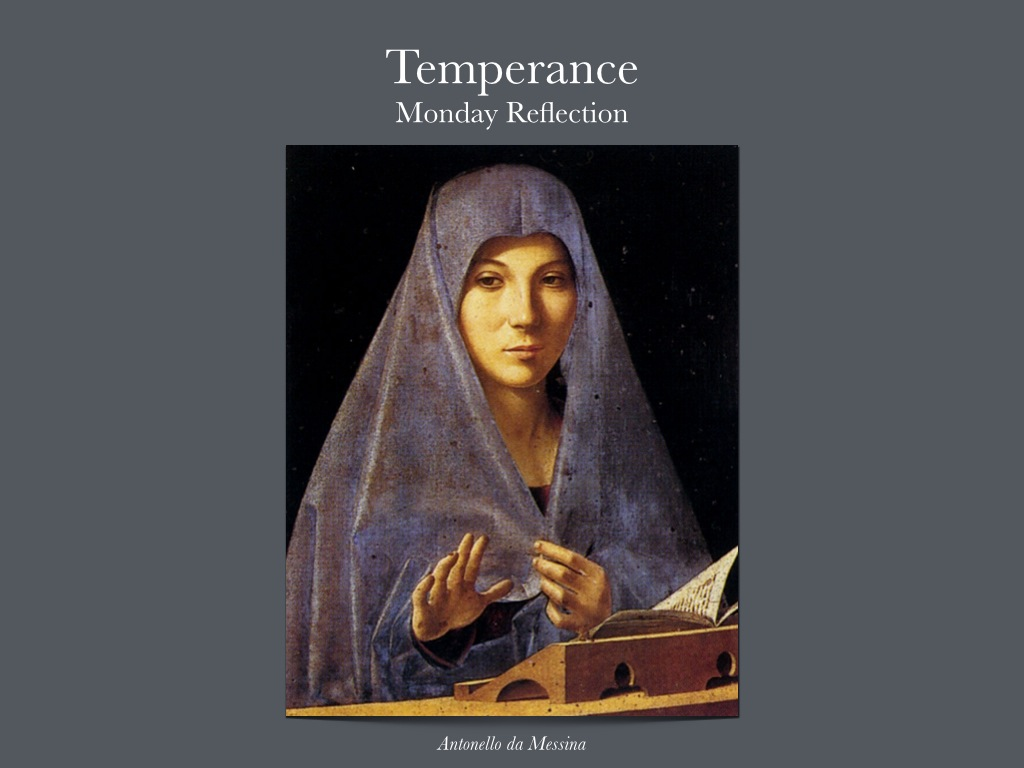 Temperance
Monday Reflection
Antonello da Messina